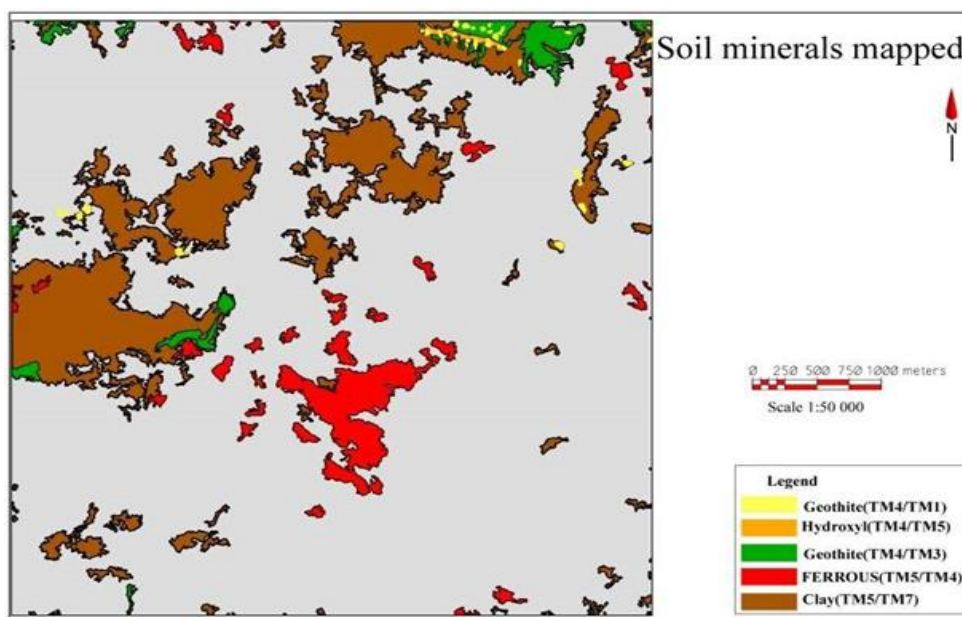 Soil minerals mapped
N
0 250 500 750 1000 meters
Scale 1:50 000
Legend
Geothite(TM4/TM1)
Hydroxyl(TM4/TM5)
Geothite(TM4/TM3)
FERROUS(TM5/TM4)
Clay(TM5/TM7)